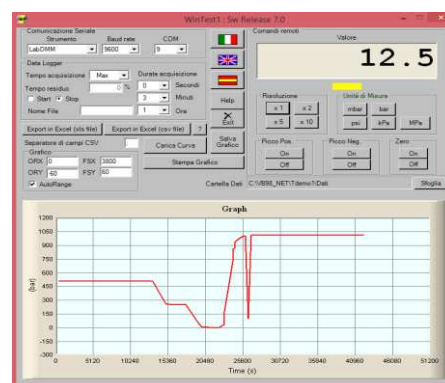 WinTest1 : Sw Release 7.0
Comunicazione Seriale
Strumento Baud rate COM
LabDMM 9600 9
Data Logger
Tempo acquisizione Max Durata acquisizione
Tempo residuo 0 % 0 Secondi
Start Stop 3 Minuti
Nome File 1 Ore
Export in Excel (xls file) Export in Excel (csv file) ?
Separatore di campi CSV ;
Carica Curva
Salva Grafico
Grafico
ORX 0 FSX 3800
ORY -60 FSY 60
Stampa Grafico
AutoRange
Help
Exit
Comandi remoti
Valore
12.5
Risoluzione Unità di Misura
x 1 x 2 mbar bar
x 5 x 10 psi kPa MPa
Picco Pos. Picco Neg. Zero
On On On
Off Off Off
Cartella Dati C:\VB98_NET\Tdemo1\Dati Sfoglia
Graph
(bar)
1200
1050
900
750
600
450
300
150
0
-150
-300
0 5120 10240 15360 20480 25600 30720 35840 40960 46080 51200
Time (s)